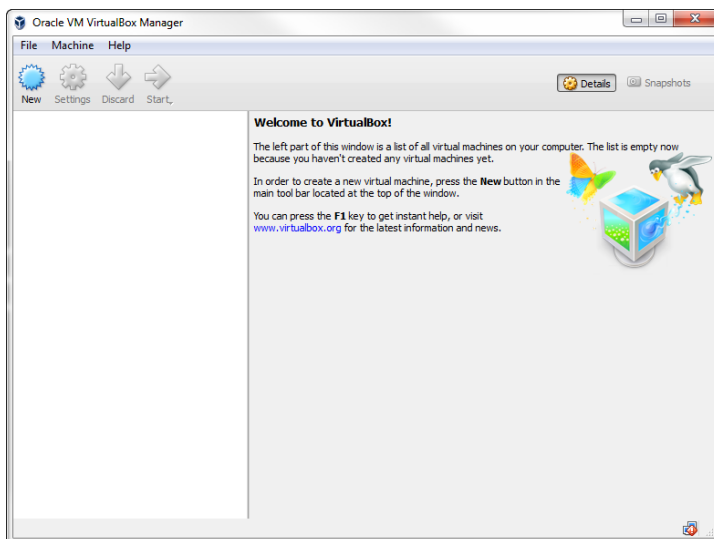 Oracle VM VirtualBox Manager
File Machine Help
New Settings Discard Start
Details Snapshots
Welcome to VirtualBox!
The left part of this window is a list of all virtual machines on your computer. The list is empty now
because you haven't created any virtual machines yet.
In order to create a new virtual machine, press the New button in the
main tool bar located at the top of the window.
You can press the F1 key to get instant help, or visit
www.virtualbox.org for the latest information and news.